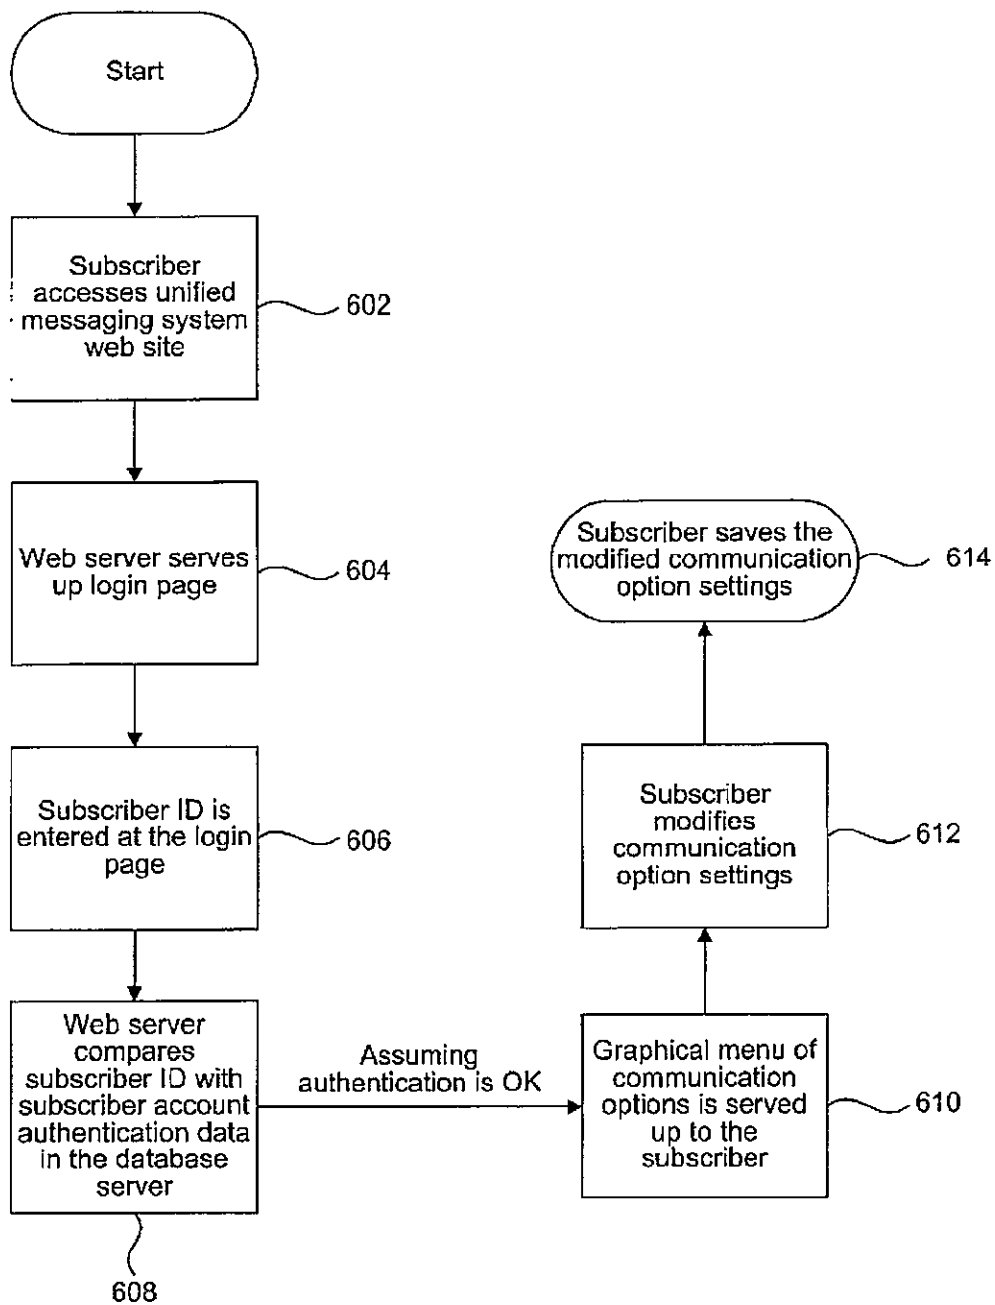 Start
Subscriber
accesses unified
messaging system
web site
602
Web server serves
up login page
604
Subscriber ID is
entered at the login
page
606
Web server
compares
subscriber ID with
subscriber account
authentication data
in the database
server
608
Assuming
authentication is OK
Graphical menu of
communication
options is served
up to the
subscriber
610
Subscriber
modifies
communication
option settings
612
Subscriber saves the
modified communication
option settings
614